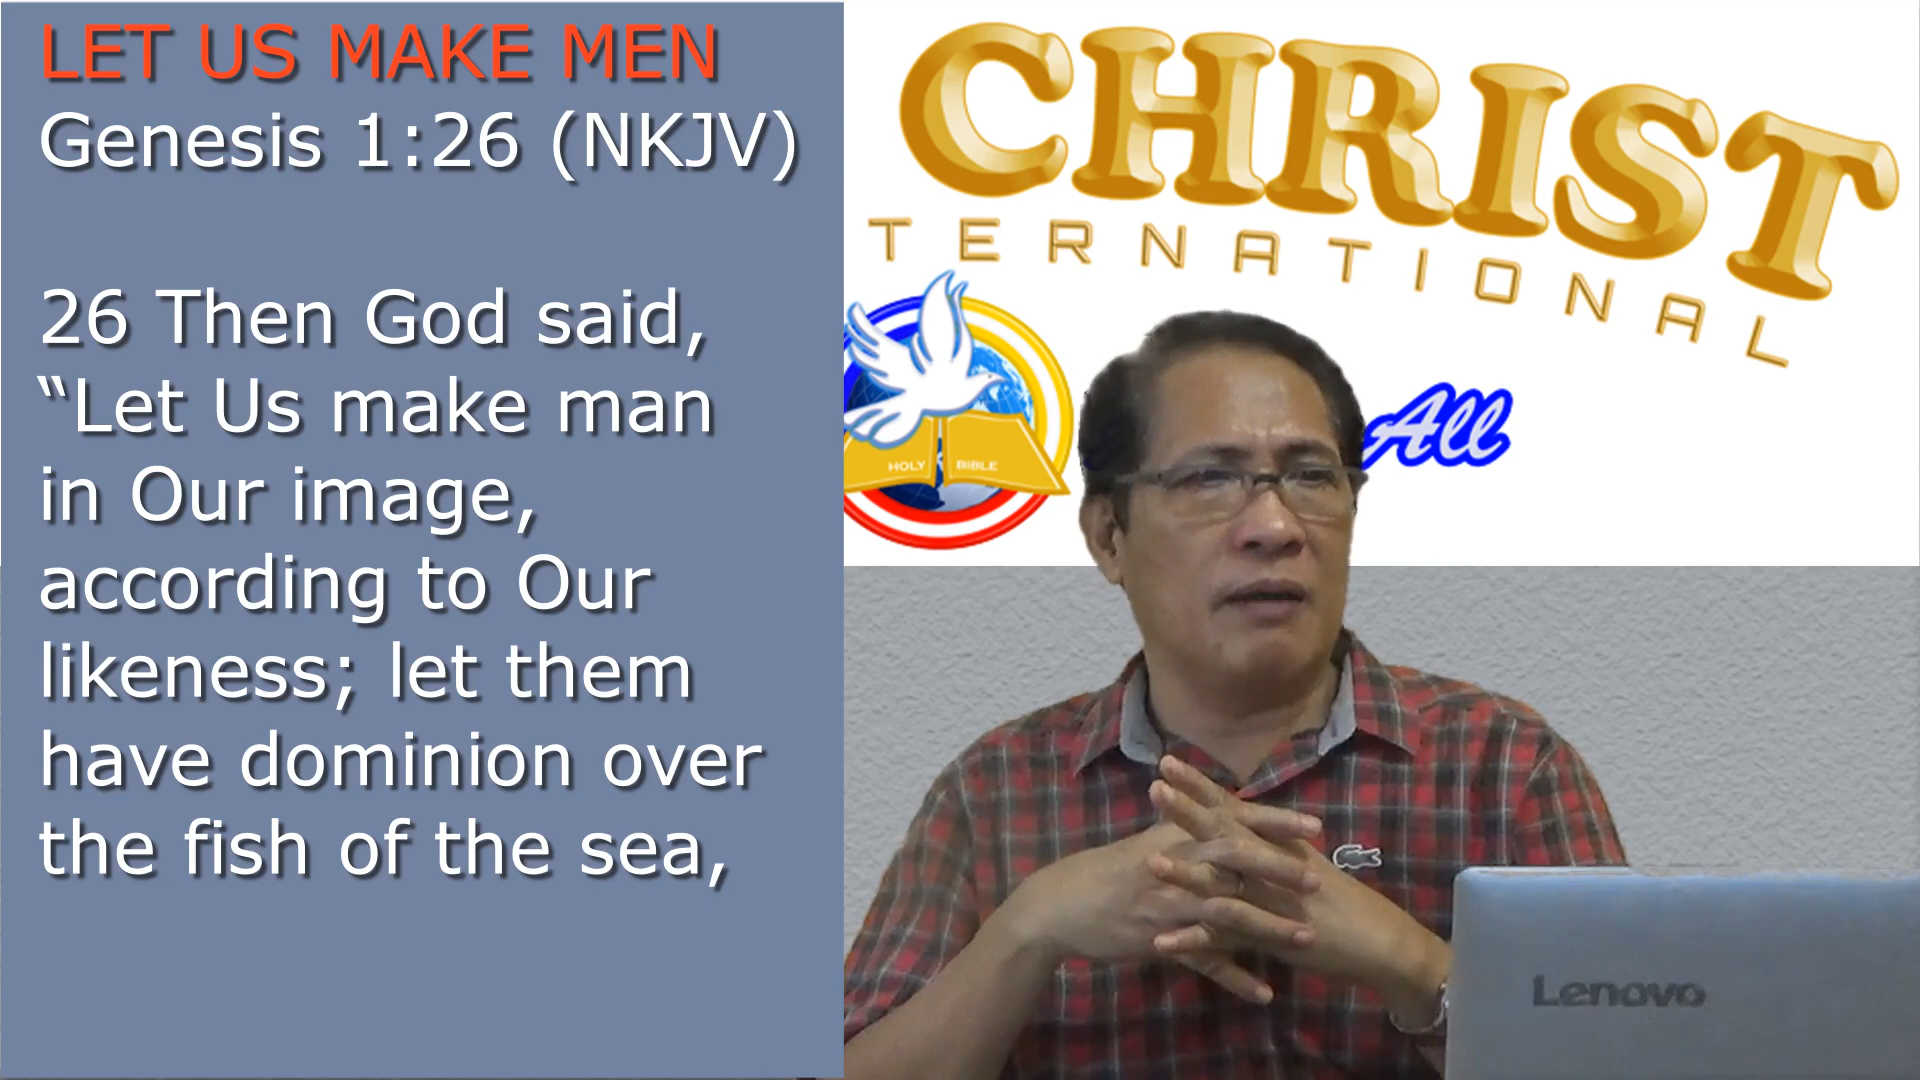 LET US MAKE MEN
Genesis 1:26 (NKJV)
26 Then God said,
“Let Us make man
in Our image,
according to Our
likeness; let them
have dominion over
the fish of the sea,
CHRIST
TERNATIONAL
All
HOLY BIBLE
Lenovo